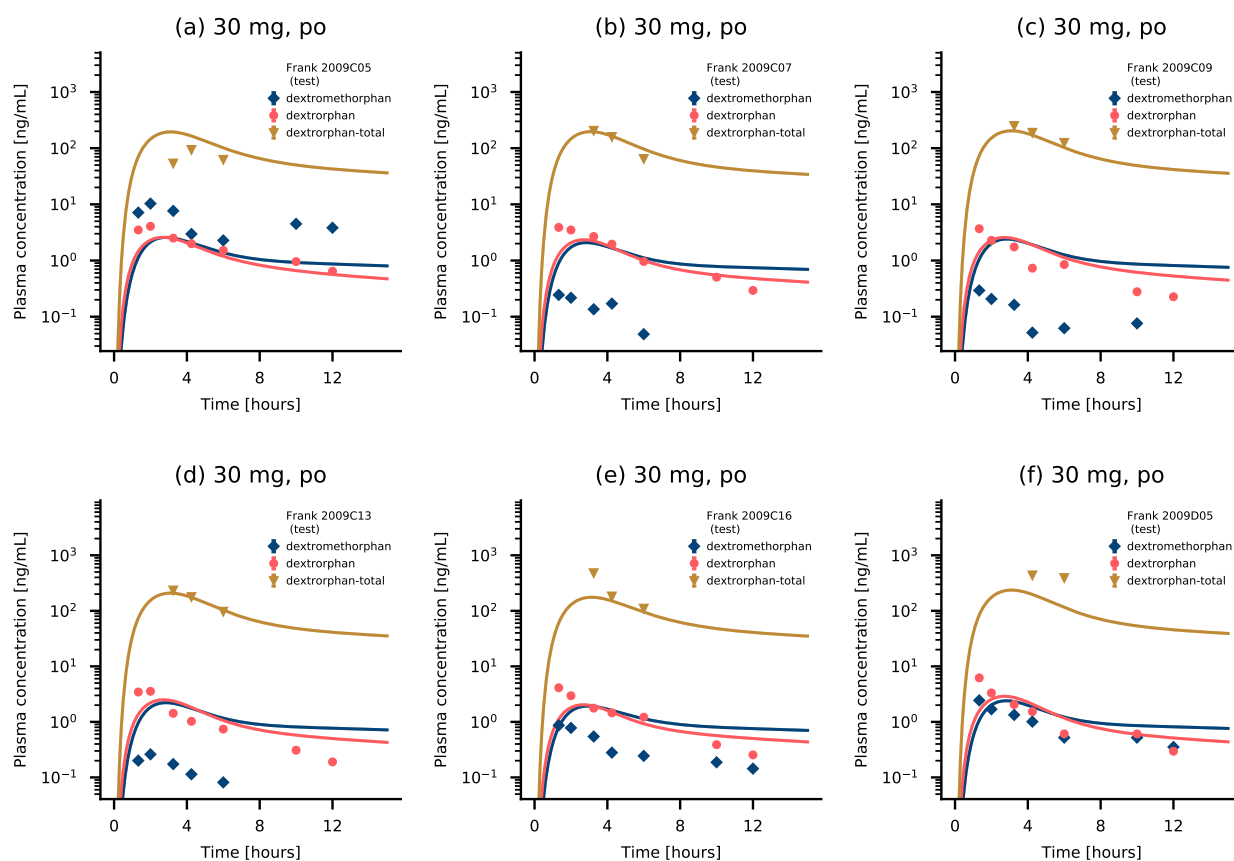 (a) 30 mg, po
Plasma concentration [ng/mL]
10³
10²
10¹
10⁰
10⁻¹
Frank 2009C05
(test)
dextromethorphan
dextrorphan
dextrorphan-total
0 4 8 12
Time [hours]
(b) 30 mg, po
Plasma concentration [ng/mL]
10³
10²
10¹
10⁰
10⁻¹
Frank 2009C07
(test)
dextromethorphan
dextrorphan
dextrorphan-total
0 4 8 12
Time [hours]
(c) 30 mg, po
Plasma concentration [ng/mL]
10³
10²
10¹
10⁰
10⁻¹
Frank 2009C09
(test)
dextromethorphan
dextrorphan
dextrorphan-total
0 4 8 12
Time [hours]
(d) 30 mg, po
Plasma concentration [ng/mL]
10³
10²
10¹
10⁰
10⁻¹
Frank 2009C13
(test)
dextromethorphan
dextrorphan
dextrorphan-total
0 4 8 12
Time [hours]
(e) 30 mg, po
Plasma concentration [ng/mL]
10³
10²
10¹
10⁰
10⁻¹
Frank 2009C16
(test)
dextromethorphan
dextrorphan
dextrorphan-total
0 4 8 12
Time [hours]
(f) 30 mg, po
Plasma concentration [ng/mL]
10³
10²
10¹
10⁰
10⁻¹
Frank 2009D05
(test)
dextromethorphan
dextrorphan
dextrorphan-total
0 4 8 12
Time [hours]